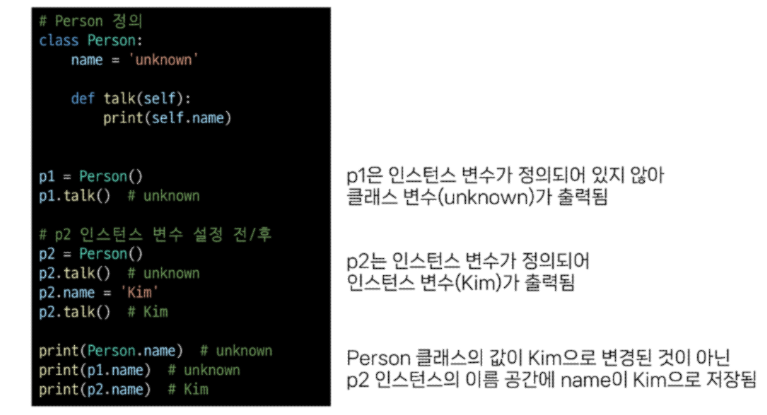 # Person 정의
class Person:
    name = 'unknown'
    def talk(self):
        print(self.name)
p1 = Person()
p1.talk()  # unknown
# p2 인스턴스 변수 설정 전/후
p2 = Person()
p2.talk()  # unknown
p2.name = 'Kim'
p2.talk()  # Kim
print(Person.name)  # unknown
print(p1.name)  # unknown
print(p2.name)  # Kim
p1은 인스턴스 변수가 정의되어 있지 않아
클래스 변수(unknown)가 출력됨
p2는 인스턴스 변수가 정의되어
인스턴스 변수(Kim)가 출력됨
Person 클래스의 값이 Kim으로 변경된 것이 아닌
p2 인스턴스의 이름 공간에 name이 Kim으로 저장됨